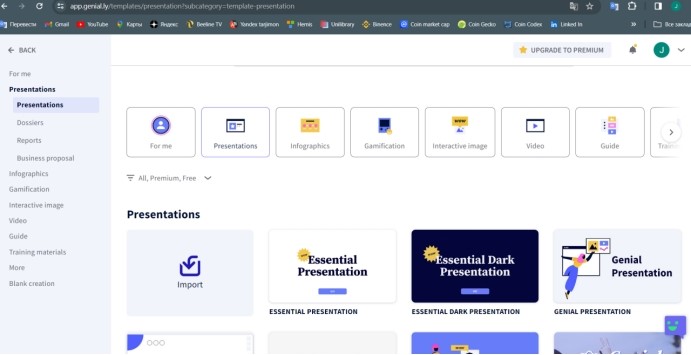 app.genial.ly/templates/presentation?subcategory=template-presentation
Перевести
Gmail
YouTube
Карты
Яндекс
Beeline TV
Yandex tarjimon
Hemis
Unilibrary
Binence
Coin market cap
Coin Gecko
Coin Codex
Linked In
»
Все заклад
BACK
UPGRADE TO PREMIUM
J
For me
Presentations
Presentations
Dossiers
Reports
Business proposal
Infographics
Gamification
Interactive image
Video
Guide
Training materials
More
Blank creation
For me
Presentations
Infographics
Gamification
Interactive image
Video
Guide
All, Premium, Free
Presentations
Import
Essential
Presentation
ESSENTIAL PRESENTATION
Essential Dark
Presentation
ESSENTIAL DARK PRESENTATION
Genial
Presentation
GENIAL PRESENTATION